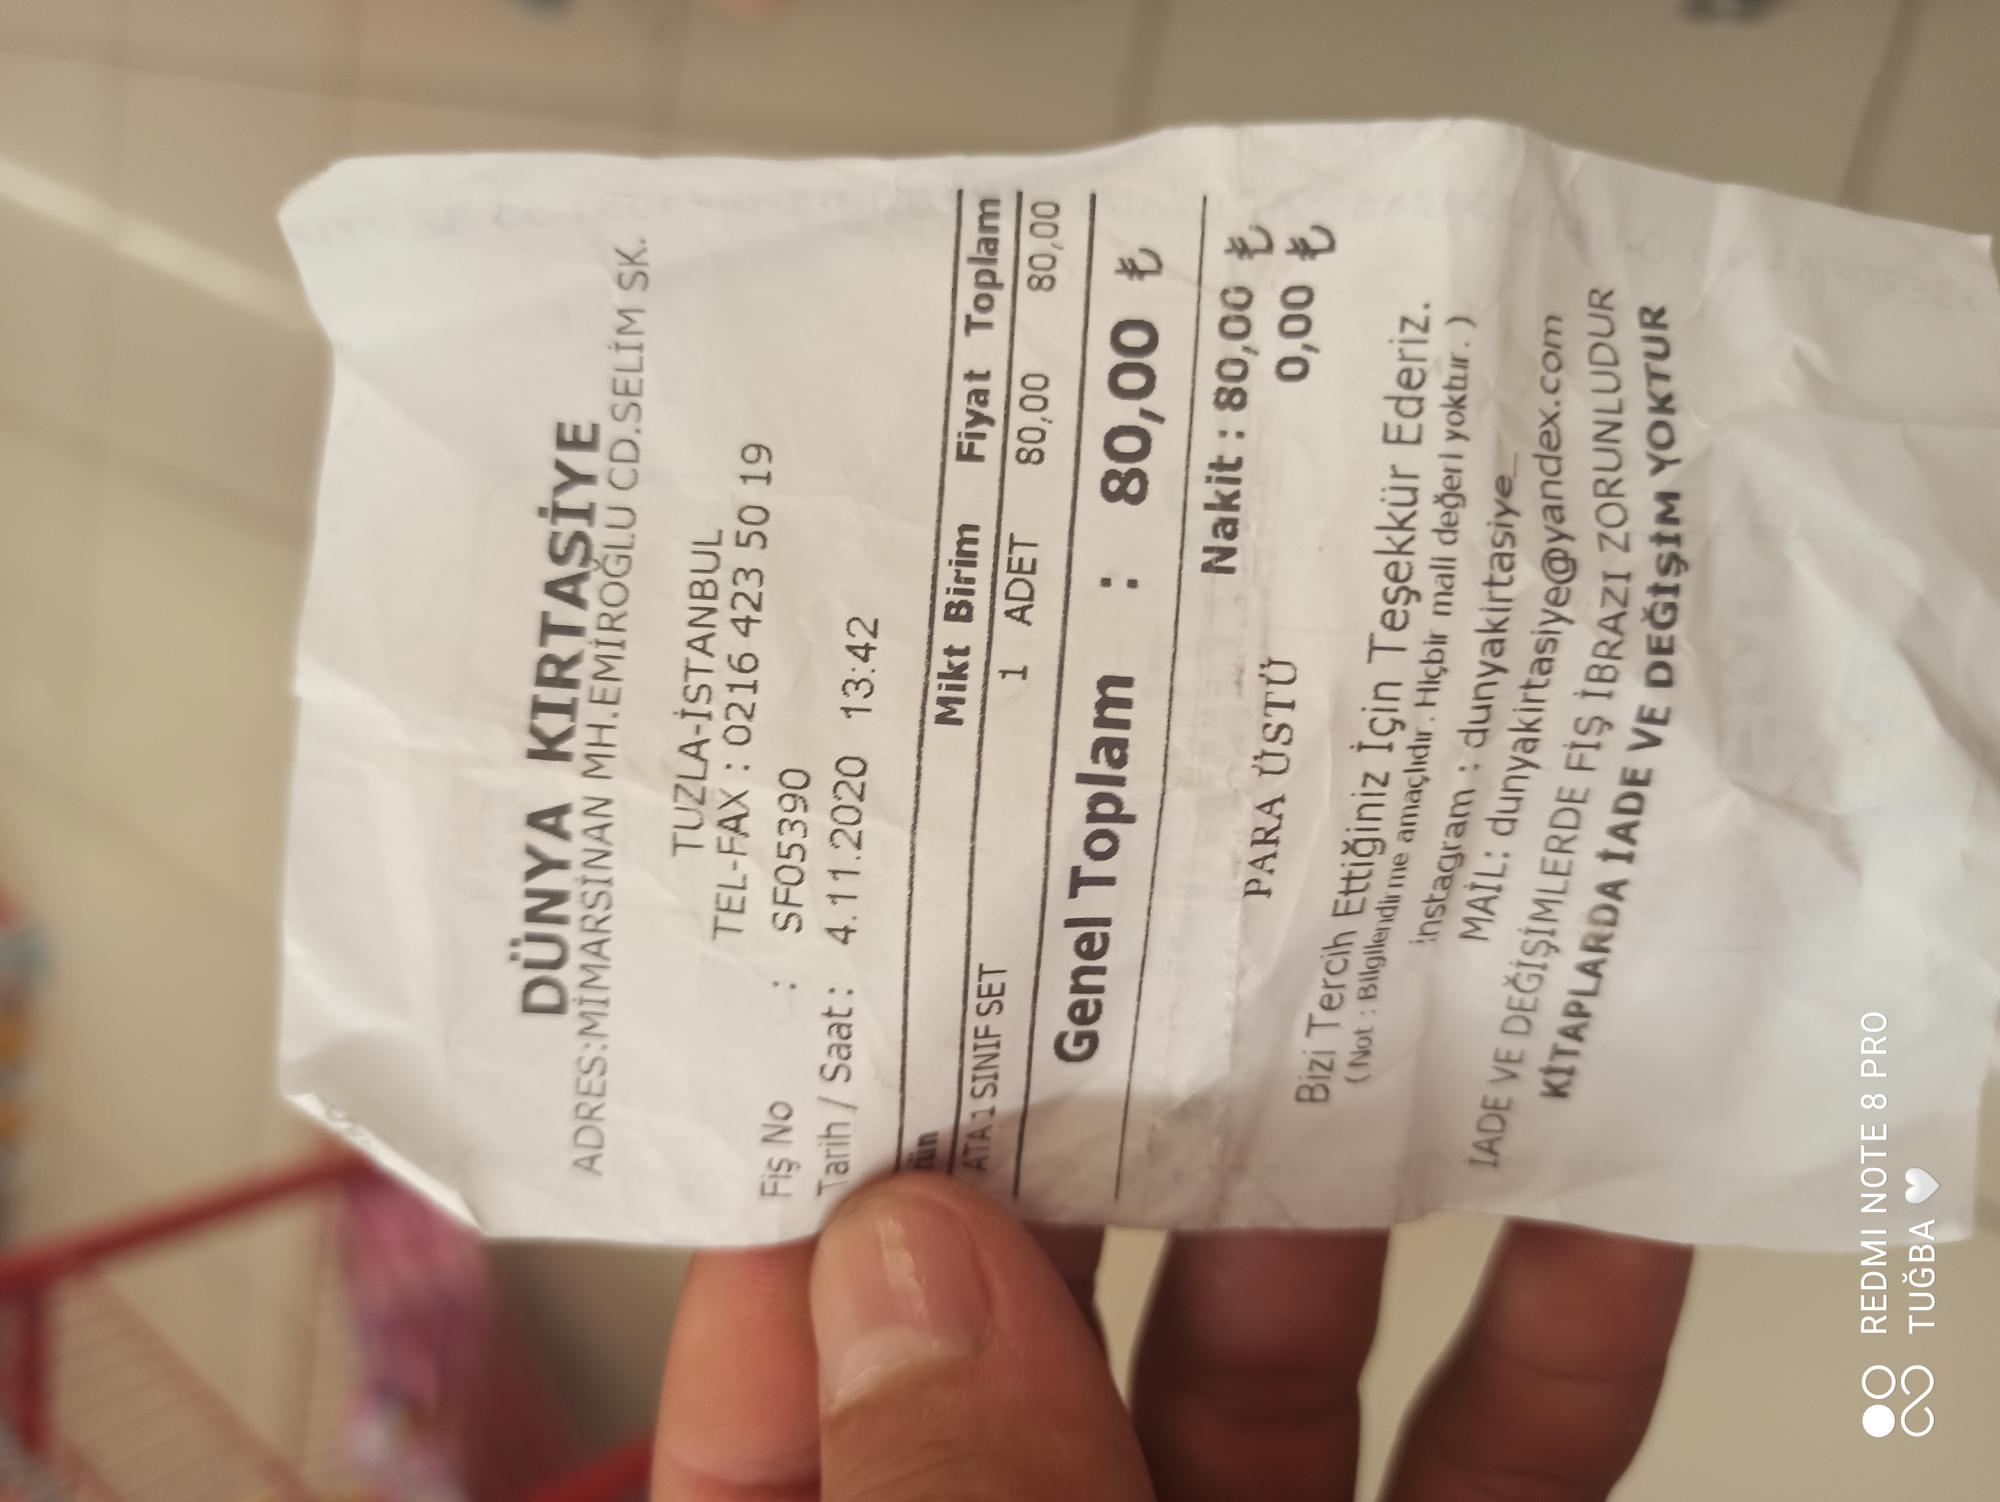 DÜNYA KIRTASİYE
ADRES:MİMARSİNAN MH.EMİROĞLU CD.SELİM SK.
TUZLA-İSTANBUL
TEL-FAX : 0216 423 50 19
Fiş No : SF05390
Tarih / Saat : 4.11.2020 13:42
rün Mikt Birim Fiyat Toplam
ATA 1 SINIF SET 1 ADET 80,00 80,00
Genel Toplam : 80,00 ₺
Nakit : 80,00 ₺
PARA ÜSTÜ 0,00 ₺
Bizi Tercih Ettiğiniz İçin Teşekkür Ederiz.
( Not : Bilgilendirme amaçlıdır . Hiçbir mali değeri yoktur . )
instagram : dunyakirtasiye_
MAİL: dunyakirtasiye@yandex.com
İADE VE DEĞİŞİMLERDE FİŞ İBRAZI ZORUNLUDUR
KİTAPLARDA İADE VE DEĞİŞİM YOKTUR
REDMI NOTE 8 PRO
TUĞBA